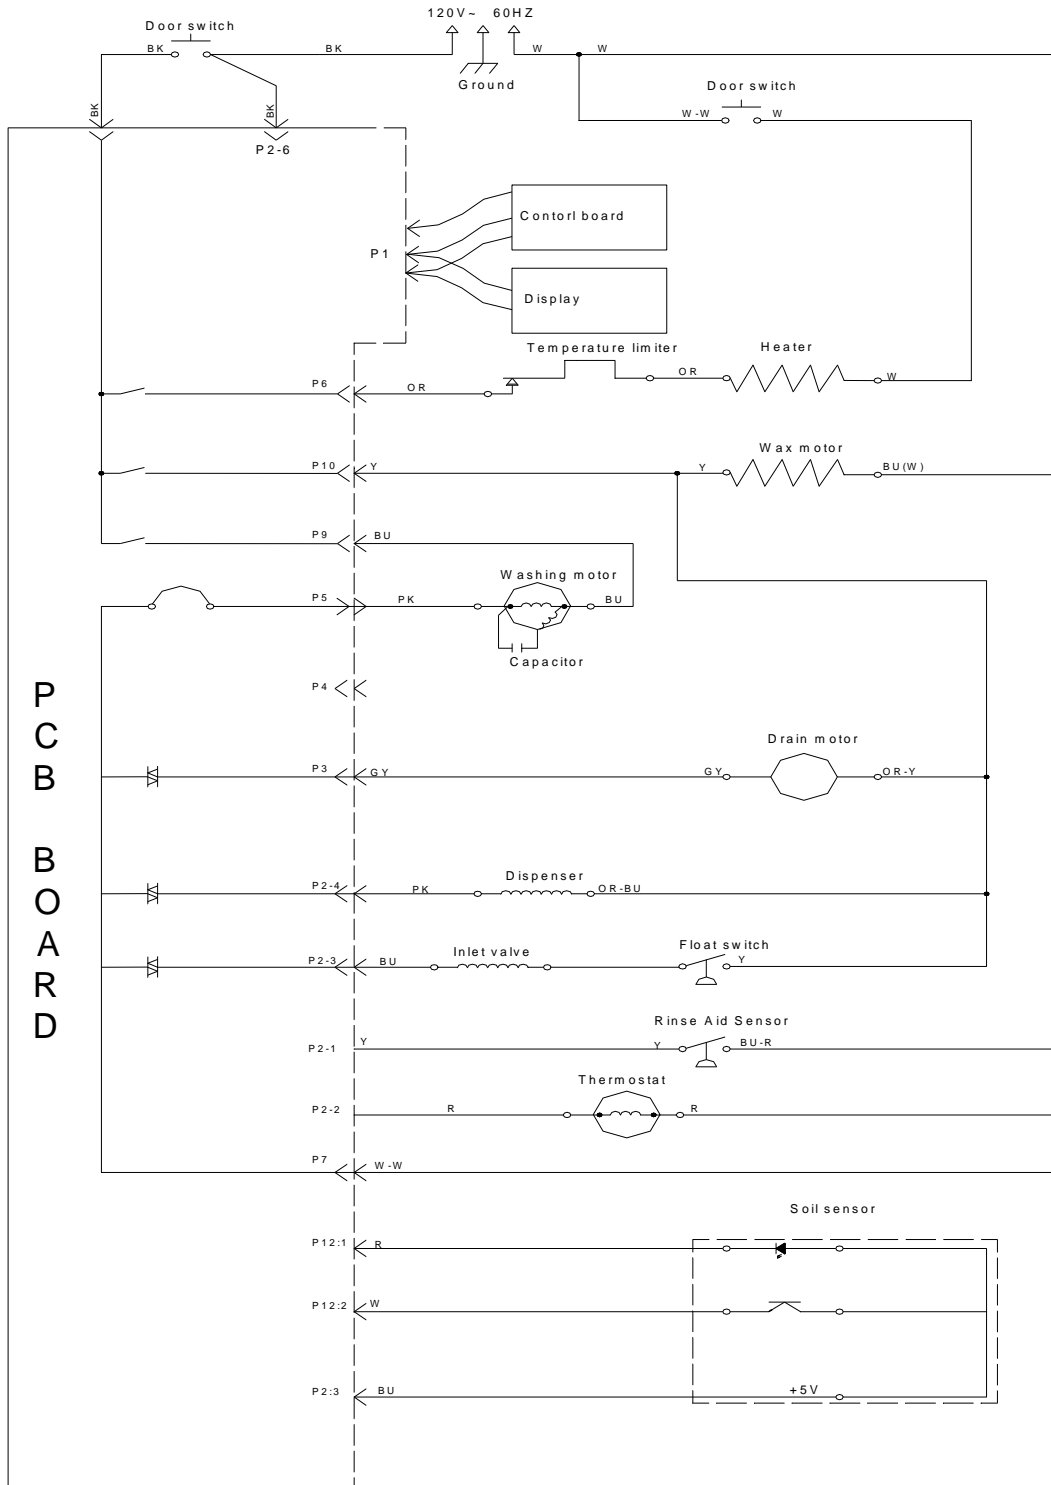 120V~ 60HZ
Door switch
BK BK W W
Ground
Door switch
BK BK W-W W
P2-6
Contorl board
P1
Display
Temperature limiter Heater
P6 OR OR W
Wax motor
P10 Y Y BU(W)
P9 BU
Washing motor
P5 PK BU
Capacitor
P4
Drain motor
P3 GY GY OR-Y
Dispenser
P2-4 PK OR-BU
Inlet valve Float switch
P2-3 BU Y
Rinse Aid Sensor
P2-1 Y Y BU-R
Thermostat
P2-2 R R
P7 W-W
Soil sensor
P12:1 R
P12:2 W
P2:3 BU +5V
PCB BOARD